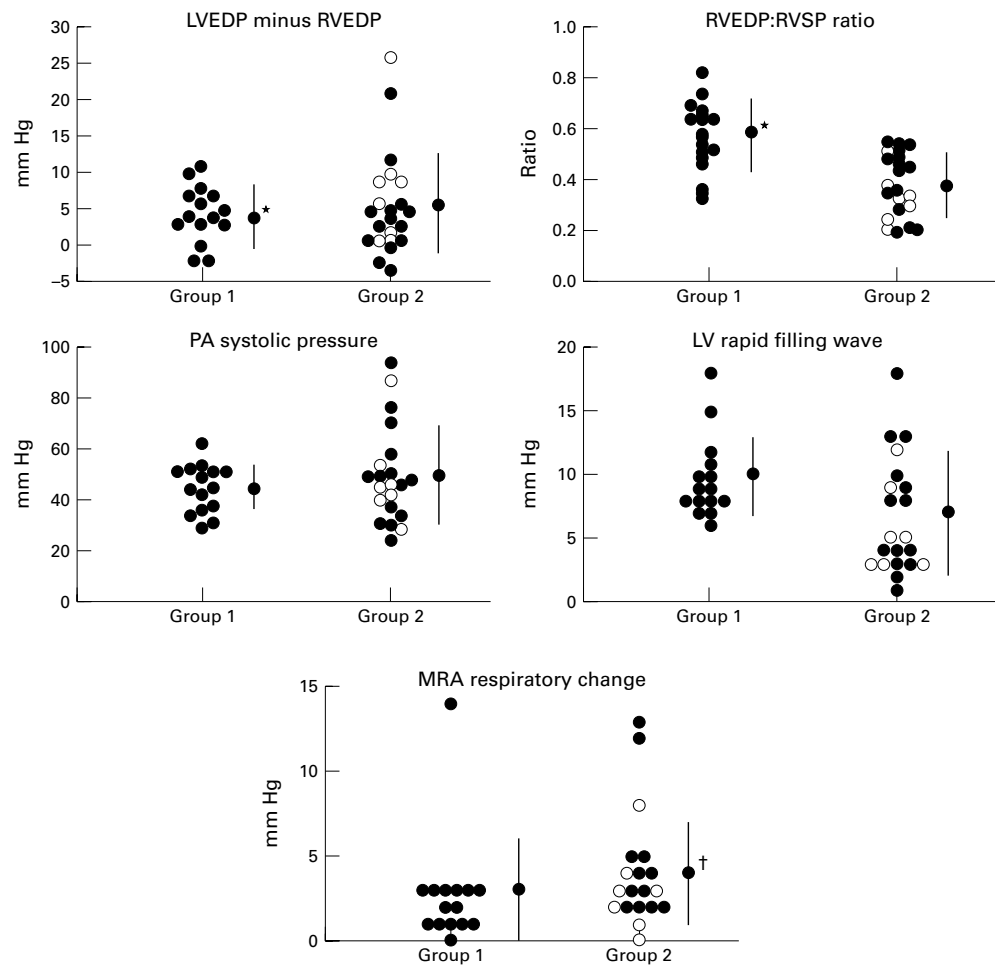 LVEDP minus RVEDP
mm Hg
30
25
20
15
10
5
0
–5
★
Group 1
Group 2
RVEDP:RVSP ratio
Ratio
1.0
0.8
0.6
0.4
0.2
0.0
★
Group 1
Group 2
PA systolic pressure
mm Hg
100
80
60
40
20
0
Group 1
Group 2
LV rapid filling wave
mm Hg
20
15
10
5
0
Group 1
Group 2
MRA respiratory change
mm Hg
15
10
5
0
†
Group 1
Group 2